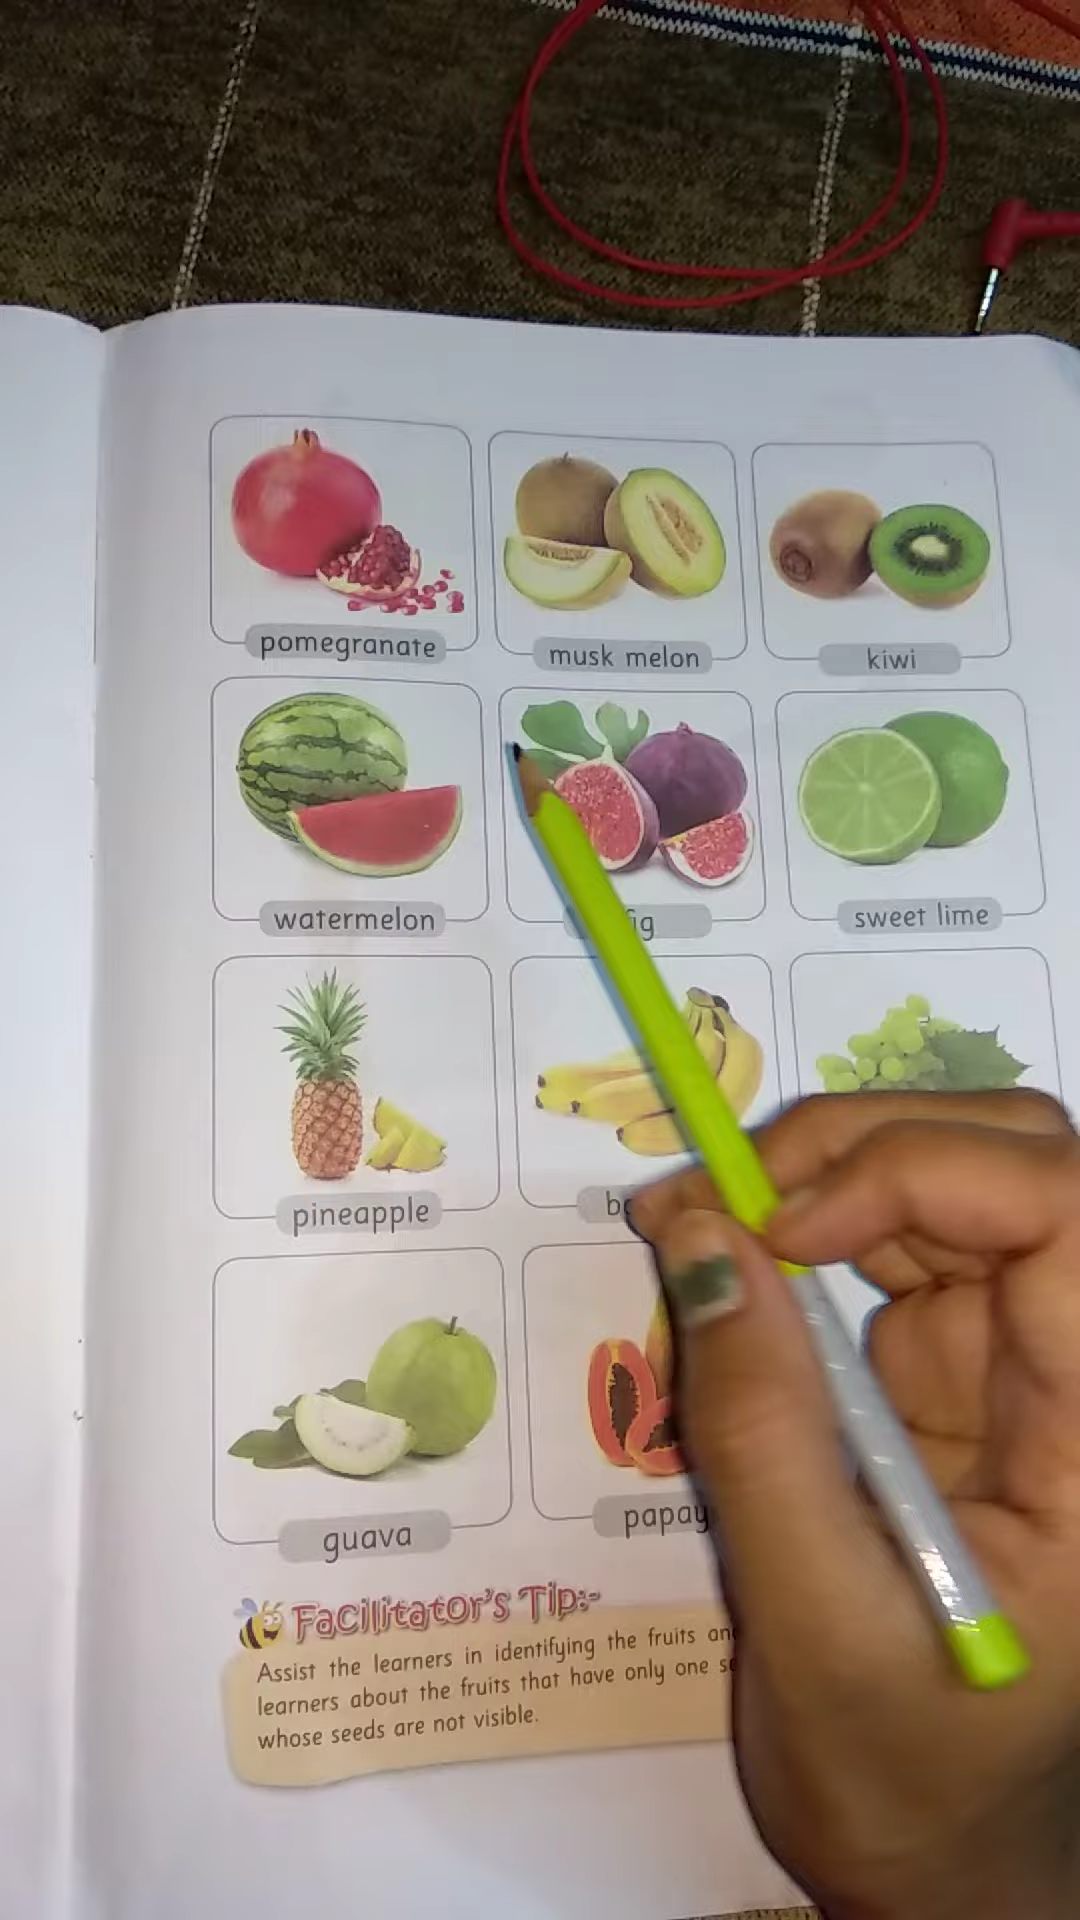 pomegranate
musk melon
kiwi
watermelon
sweet lime
pineapple
guava
Facilitator's Tip:-
Assist the learners in identifying the fruits
learners about the fruits that have only one
whose seeds are not visible.